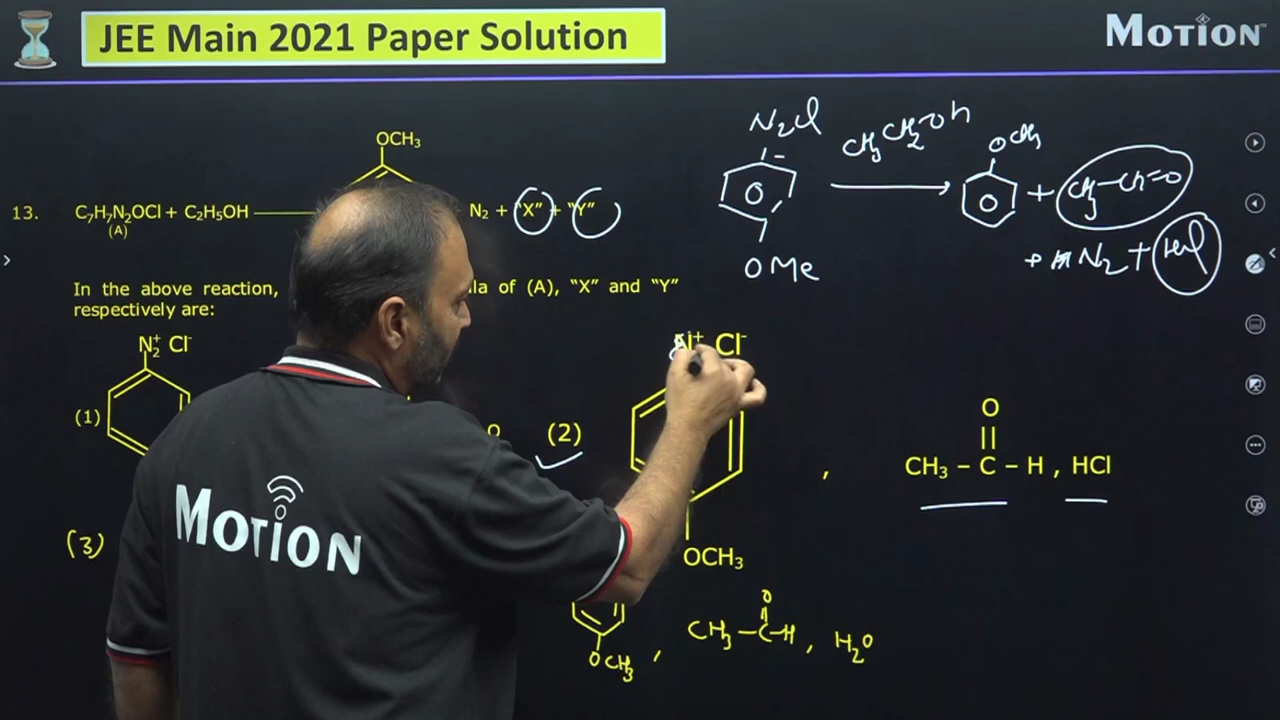 JEE Main 2021 Paper Solution
MOTION
OCH₃
13. C₇H₇N₂OCl + C₂H₅OH N₂ + "X" + "Y"
(A)
In the above reaction, of (A), "X" and "Y"
respectively are:
N₂⁺ Cl⁻
(1)
(3)
(2)
Cl⁻
OCH₃
,
O
CH₃ – C – H , HCl
N₂Cl
CH₃CH₂OH
OCH₃
+ CH₃–CH=O
+ N₂ + HCl
OMe
O
CH₃–C–H , H₂O
OCH₃ ,
MOTION